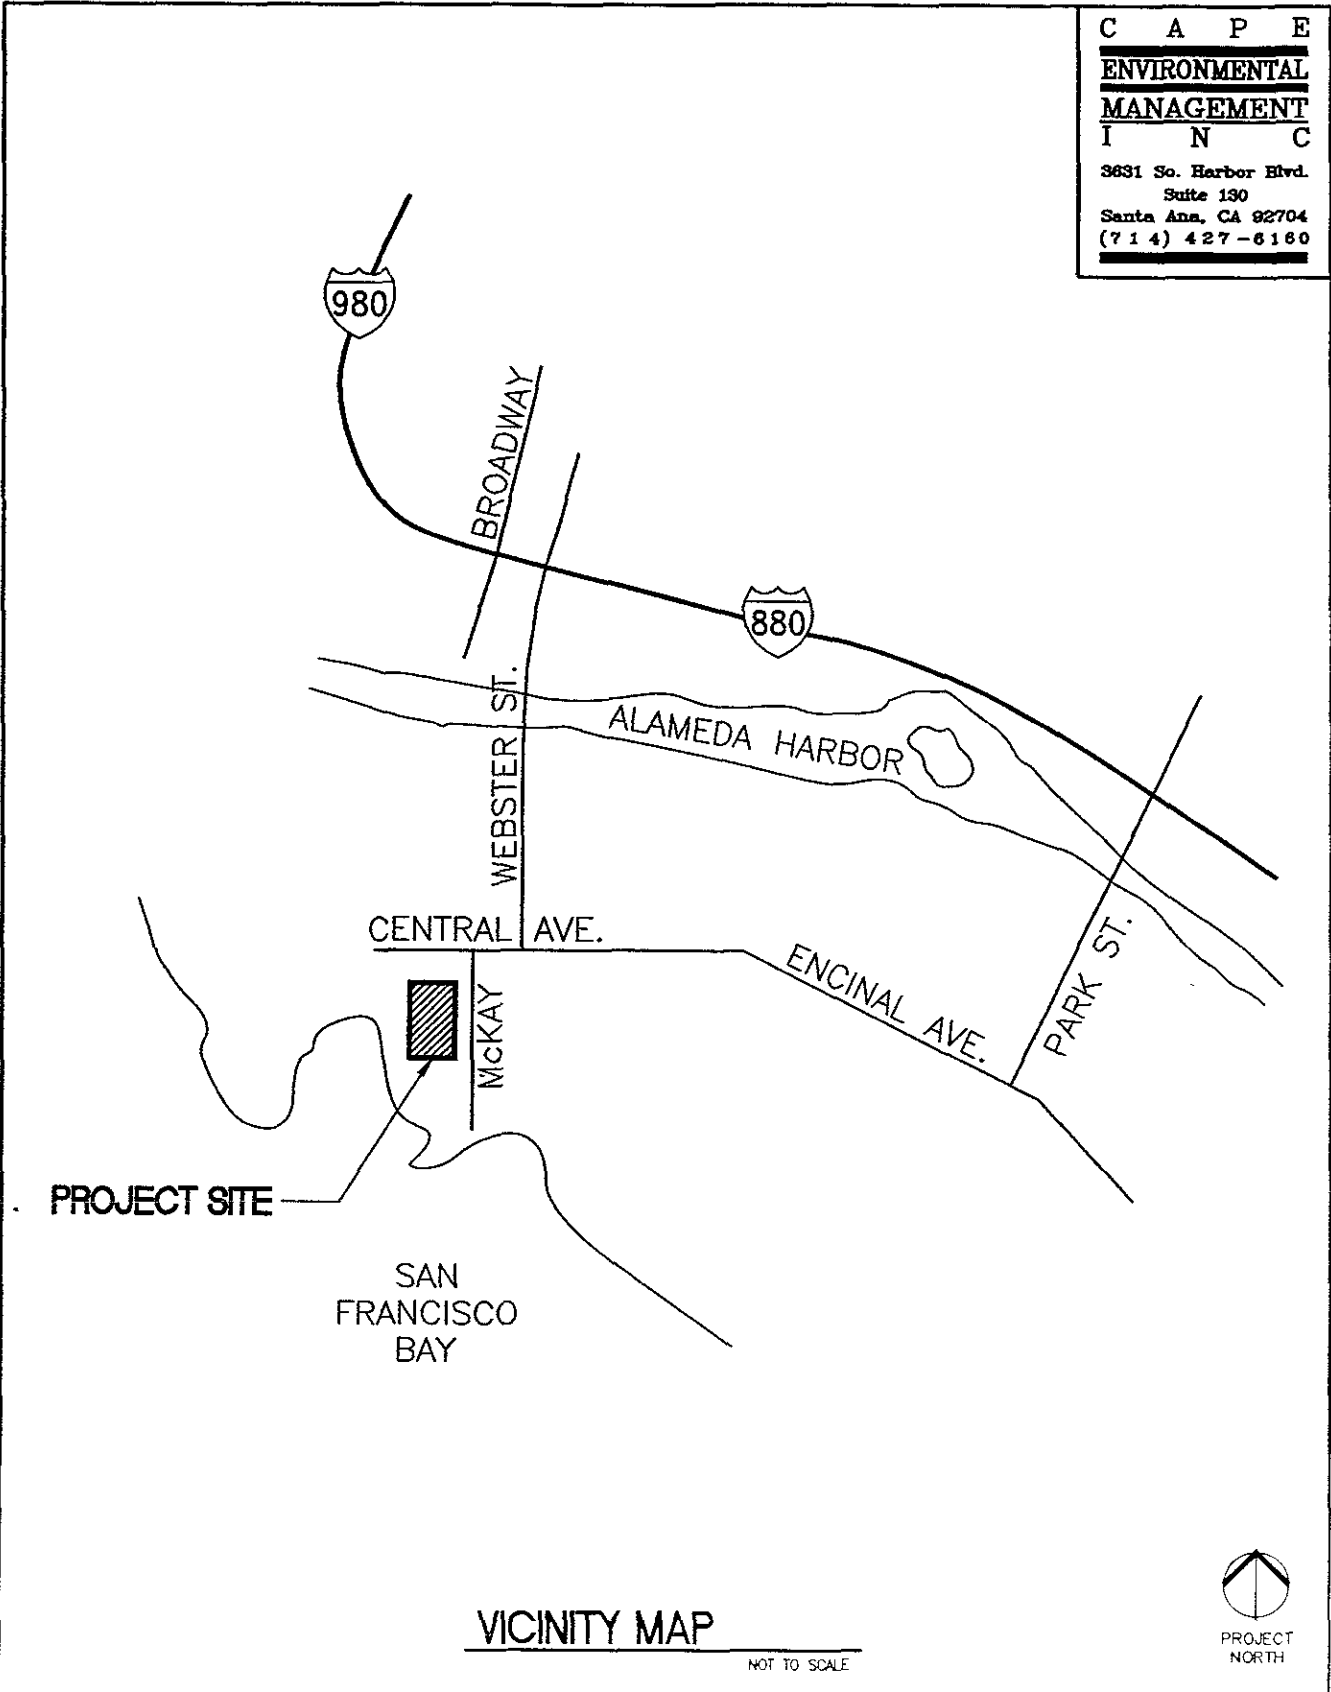 C A P E
ENVIRONMENTAL
MANAGEMENT
I N C
3631 So. Harbor Blvd.
Suite 130
Santa Ana, CA 92704
(714) 427-6160
980
BROADWAY
880
WEBSTER ST.
ALAMEDA HARBOR
CENTRAL AVE.
ENCINAL AVE.
PARK ST.
McKAY
PROJECT SITE
SAN
FRANCISCO
BAY
VICINITY MAP
NOT TO SCALE
PROJECT
NORTH